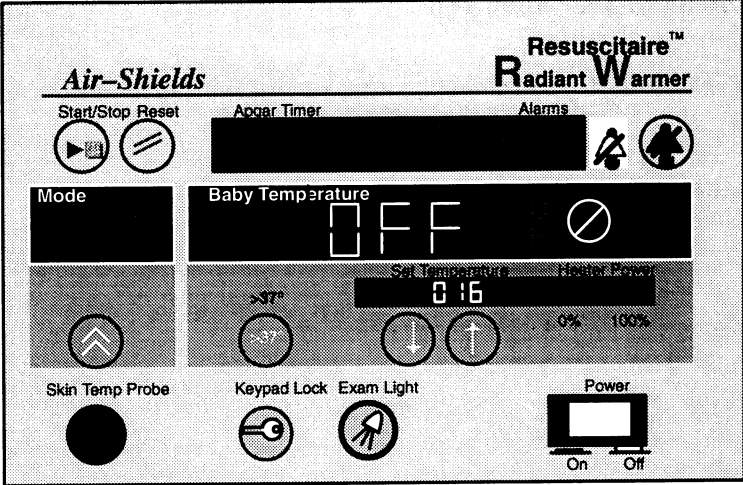 Resuscitaire™
Air–Shields Radiant Warmer
Start/Stop Reset Apgar Timer Alarms
Mode Baby Temperature
OFF
Set Temperature Heater Power
>37° 016
>37° 0% 100%
Skin Temp Probe Keypad Lock Exam Light Power
On Off